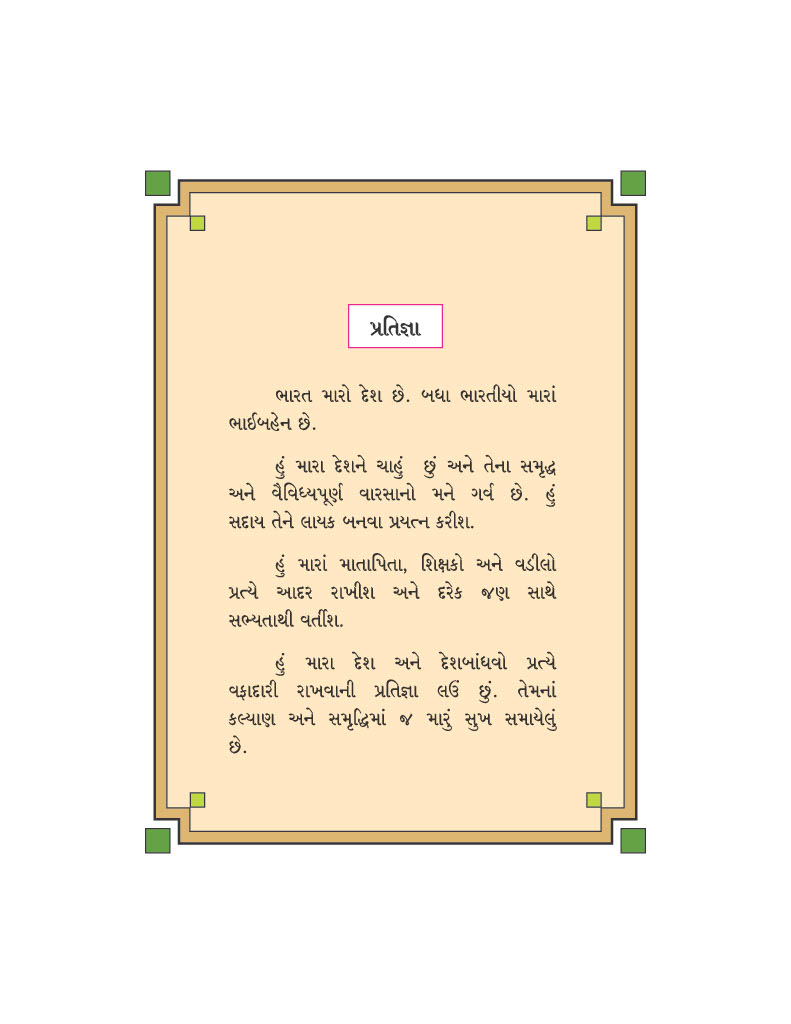 પ્રતિજ્ઞા
ભારત મારો દેશ છે. બધા ભારતીયો મારાં
ભાઈબહેન છે.
હું મારા દેશને ચાહું છું અને તેના સમૃદ્ધ
અને વૈવિધ્યપૂર્ણ વારસાનો મને ગર્વ છે. હું
સદાય તેને લાયક બનવા પ્રયત્ન કરીશ.
હું મારાં માતાપિતા, શિક્ષકો અને વડીલો
પ્રત્યે આદર રાખીશ અને દરેક જણ સાથે
સભ્યતાથી વર્તીશ.
હું મારા દેશ અને દેશબાંધવો પ્રત્યે
વફાદારી રાખવાની પ્રતિજ્ઞા લઉં છું. તેમનાં
કલ્યાણ અને સમૃદ્ધિમાં જ મારું સુખ સમાયેલું
છે.